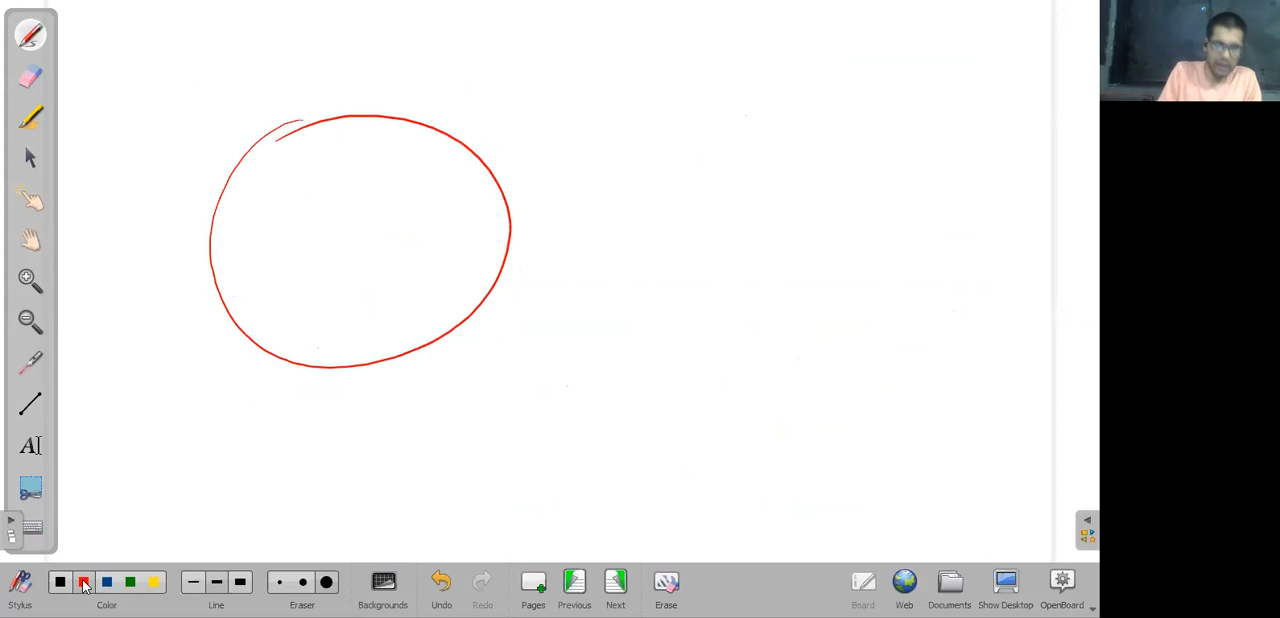 A
Stylus
Color
Line
Eraser
Backgrounds
Undo
Redo
Pages
Previous
Next
Erase
Board
Web
Documents
Show Desktop
OpenBoard